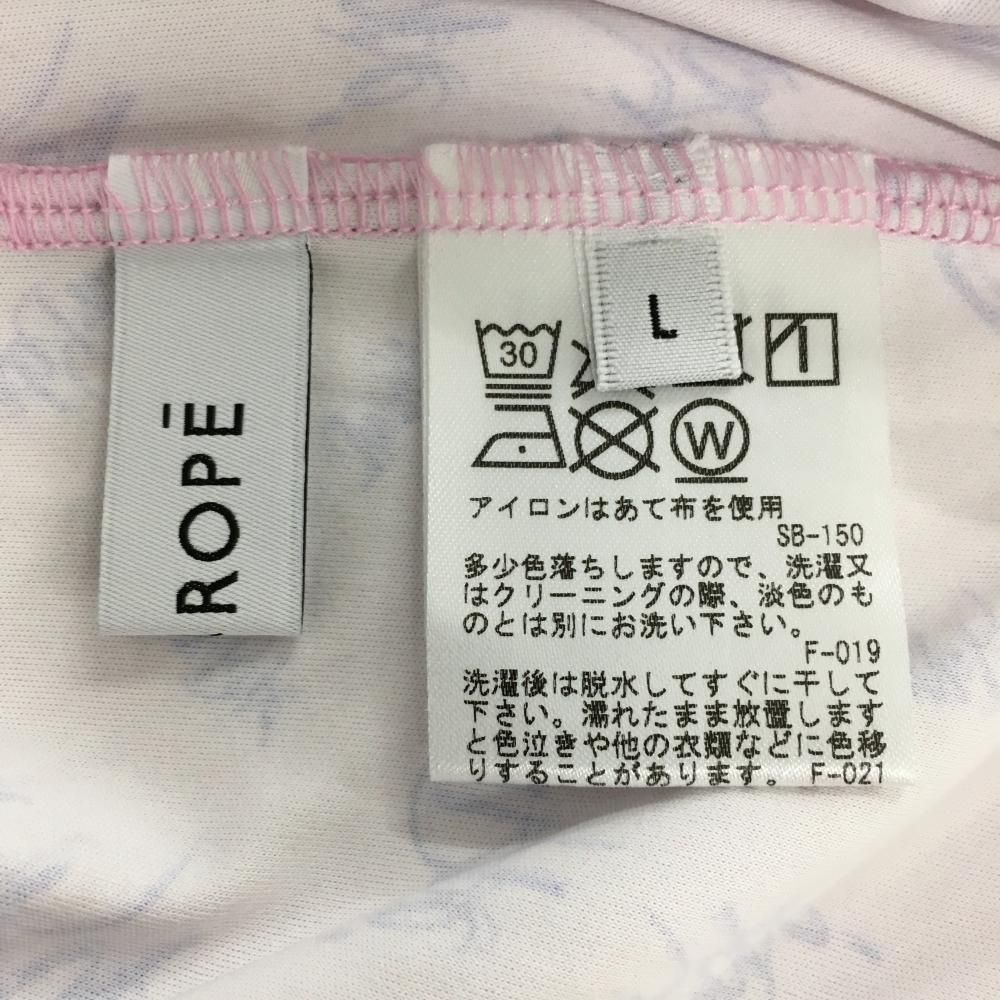 ROPÉ
L
30
W
アイロンはあて布を使用
SB-150
多少色落ちしますので、洗濯又
はクリーニングの際、淡色のも
のとは別にお洗い下さい。
F-019
洗濯後は脱水してすぐに干して
下さい。濡れたまま放置します
と色泣きや他の衣類などに色移
りすることがあります。 F-021